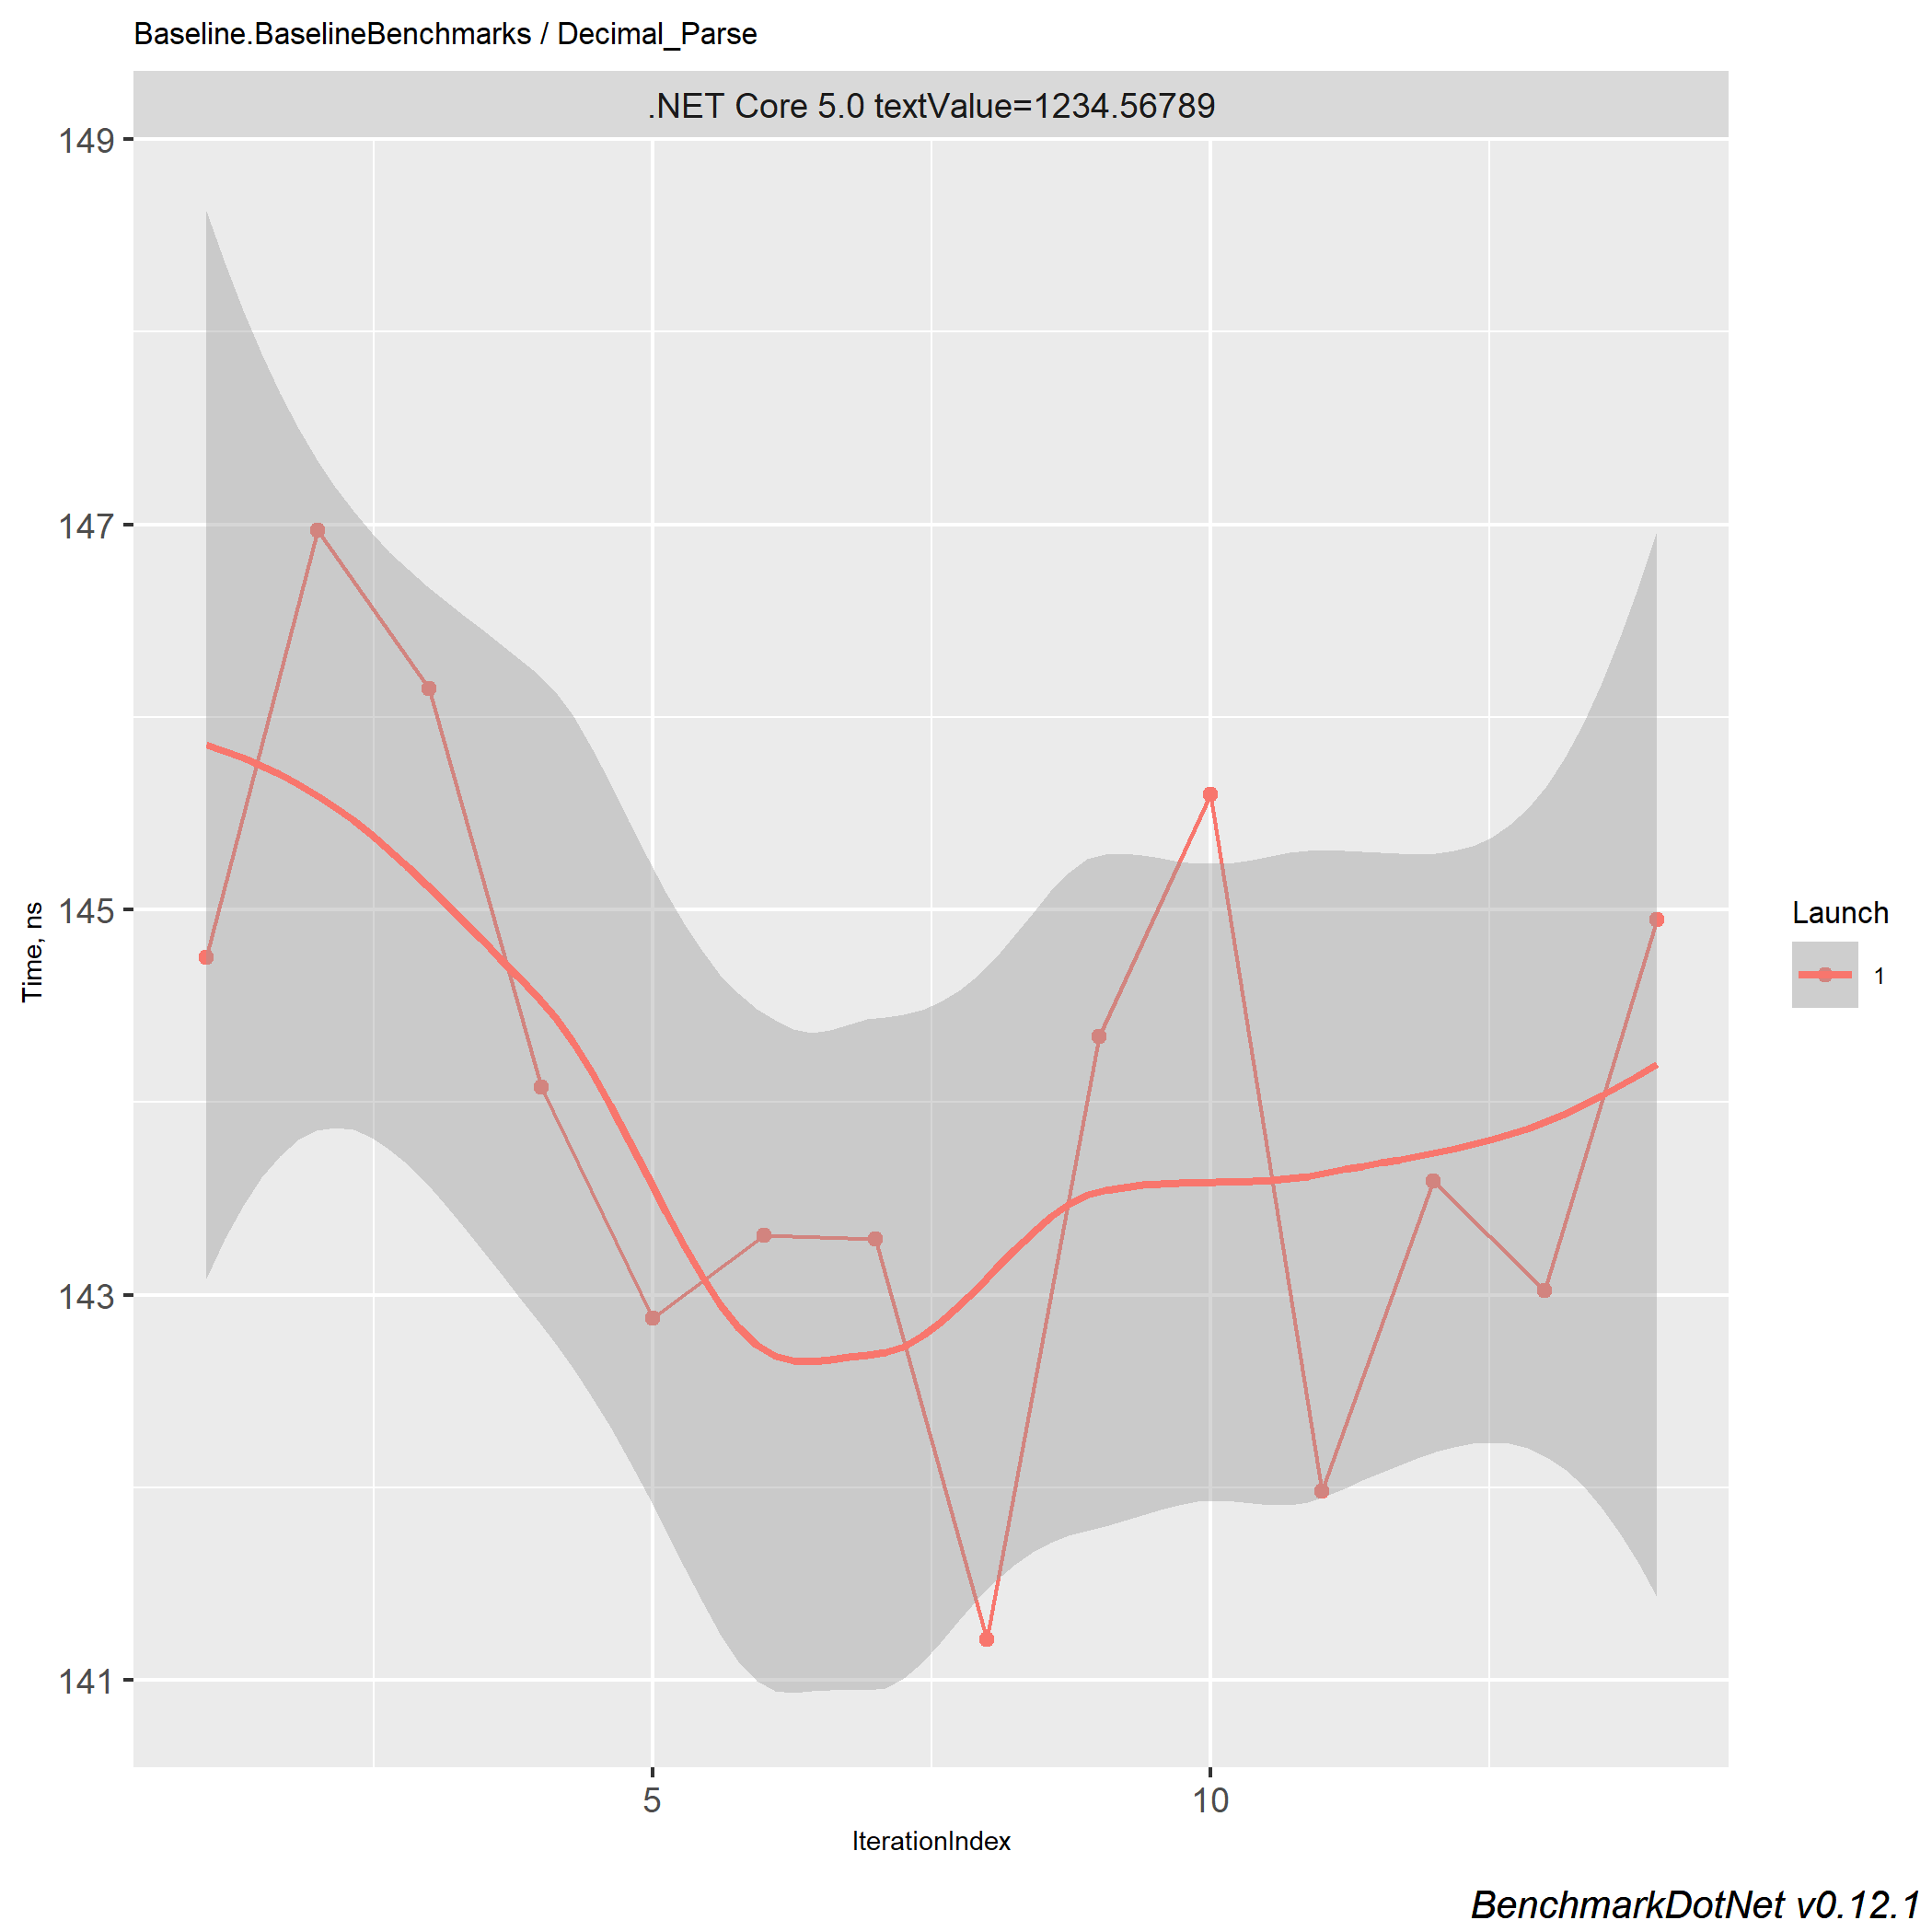 Baseline.BaselineBenchmarks / Decimal_Parse
.NET Core 5.0 textValue=1234.56789
149
147
145
143
141
Time, ns
5
10
IterationIndex
Launch
1
BenchmarkDotNet v0.12.1